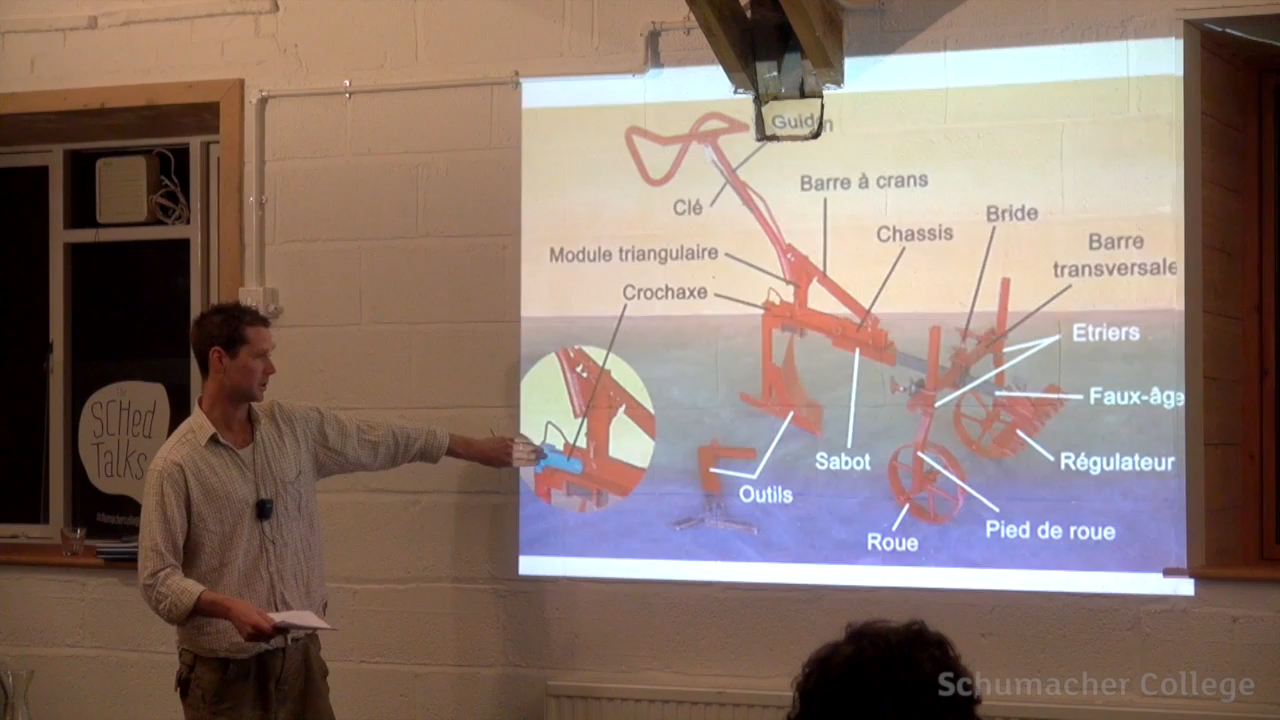 Guidon
Clé
Barre à crans
Bride
Chassis
Barre
transversale
Module triangulaire
Crochaxe
Etriers
Faux-âge
Sabot
Régulateur
Outils
Pied de roue
Roue
The
SCHed
Talks
Schumacher College